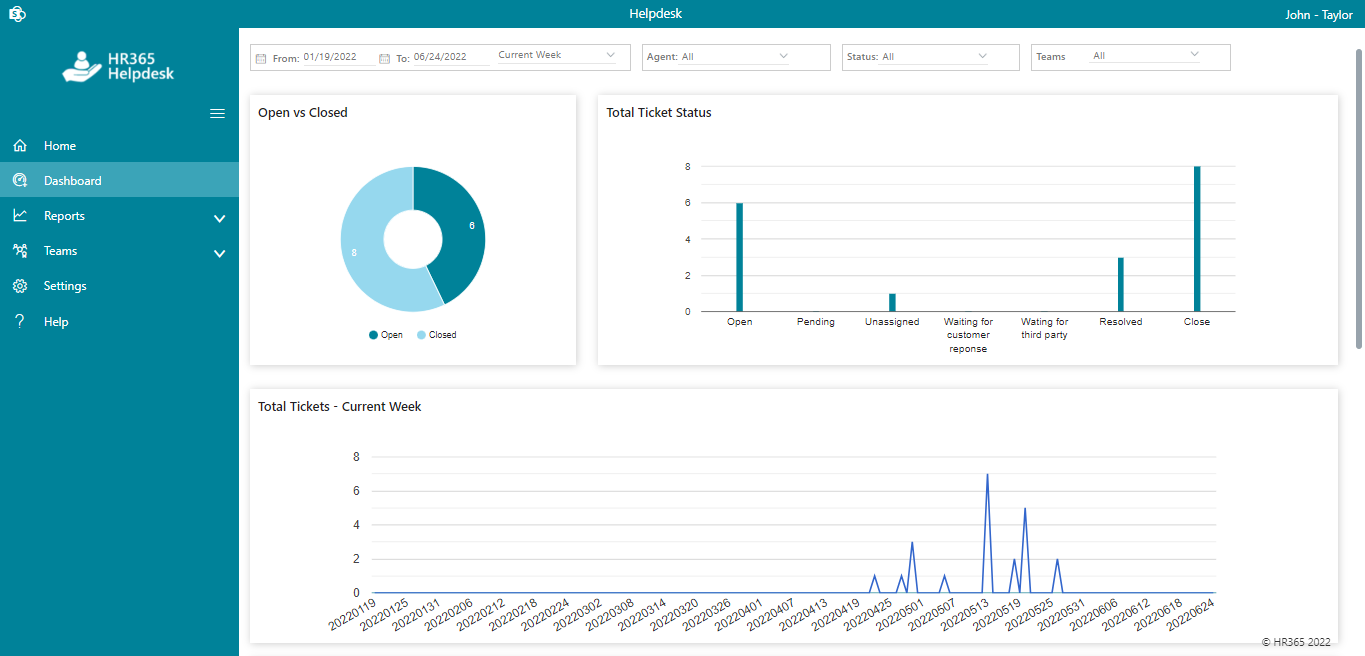 Helpdesk
John - Taylor
HR365
Helpdesk
Home
Dashboard
Reports
Teams
Settings
? Help
From: 01/19/2022 To: 06/24/2022 Current Week
Agent: All
Status: All
Teams All
Open vs Closed
6
8
Open Closed
Total Ticket Status
8
6
4
2
0
Open Pending Unassigned Waiting for customer reponse Wating for third party Resolved Close
Total Tickets - Current Week
8
6
4
2
0
20220119 20220125 20220131 20220206 20220212 20220218 20220224 20220302 20220308 20220314 20220320 20220326 20220401 20220407 20220413 20220419 20220425 20220501 20220507 20220513 20220519 20220525 20220531 20220606 20220612 20220618 20220624
© HR365 2022